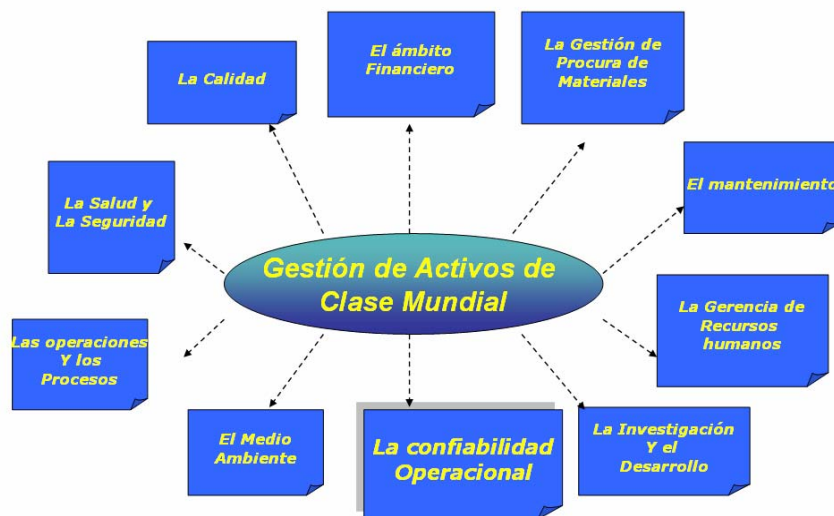 La Calidad
El ámbito
Financiero
La Gestión de
Procura de
Materiales
La Salud y
La Seguridad
El mantenimiento
Gestión de Activos de
Clase Mundial
Las operaciones
Y los
Procesos
La Gerencia de
Recursos
humanos
El Medio
Ambiente
La confiabilidad
Operacional
La Investigación
Y el
Desarrollo